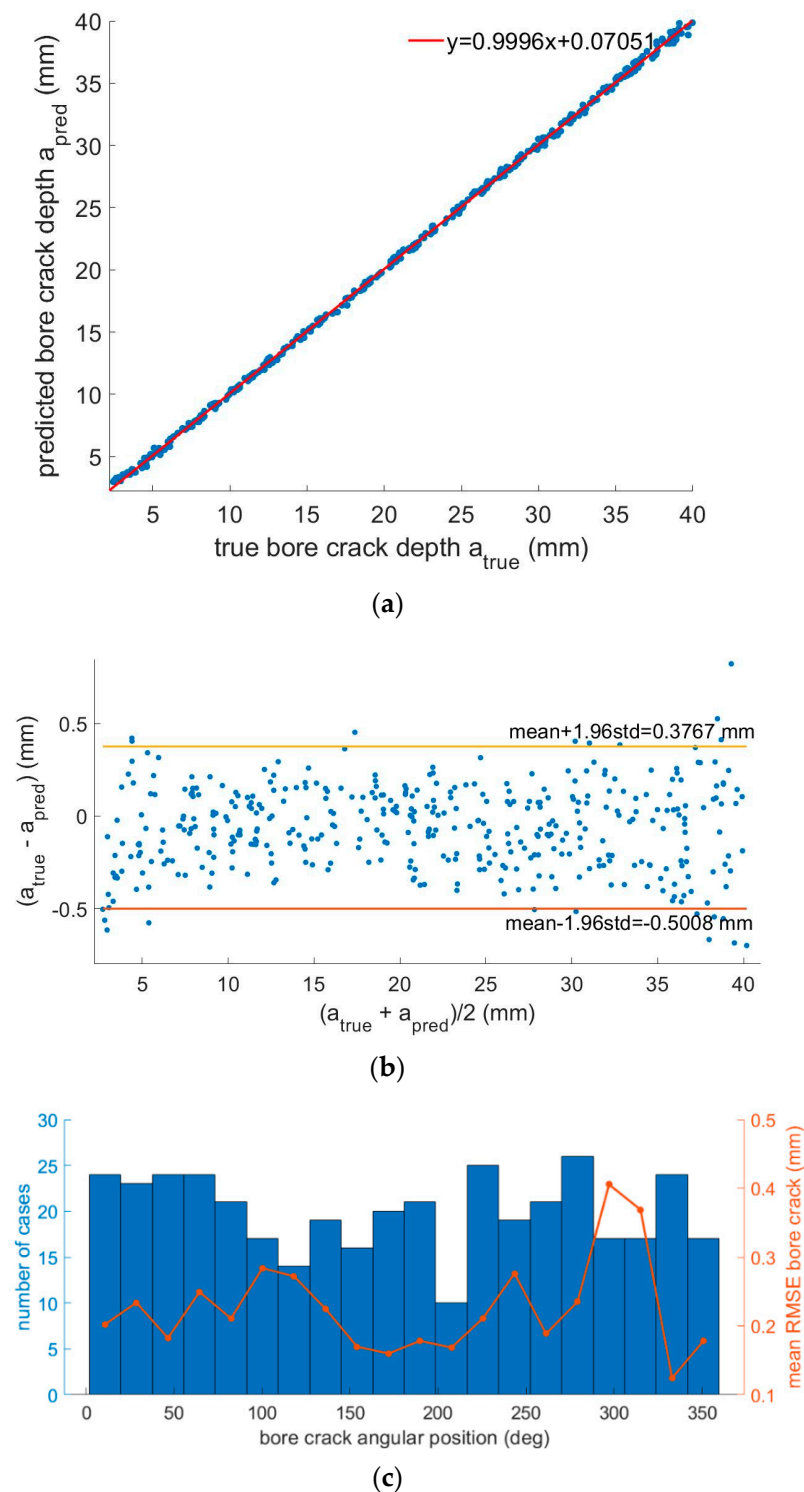 40
35
30
25
20
15
10
5
predicted bore crack depth a_pred (mm)
y=0.9996x+0.07051
5 10 15 20 25 30 35 40
true bore crack depth a_true (mm)
(a)
0.5
0
-0.5
(a_true - a_pred) (mm)
mean+1.96std=0.3767 mm
mean-1.96std=-0.5008 mm
5 10 15 20 25 30 35 40
(a_true + a_pred)/2 (mm)
(b)
30
25
20
15
10
5
0
number of cases
0.5
0.4
0.3
0.2
0.1
mean RMSE bore crack (mm)
0 50 100 150 200 250 300 350
bore crack angular position (deg)
(c)